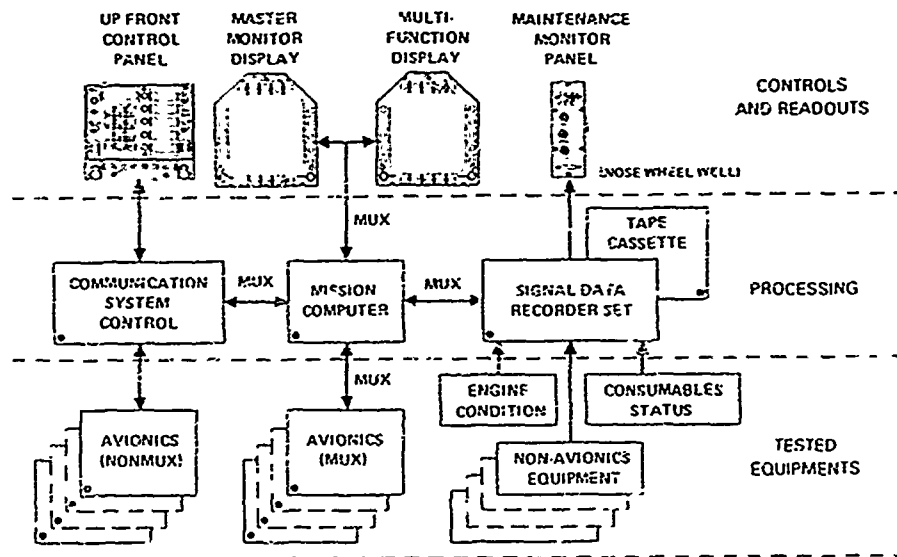 UP FRONT
CONTROL
PANEL
MASTER
MONITOR
DISPLAY
MULTI-
FUNCTION
DISPLAY
MAINTENANCE
MONITOR
PANEL
CONTROLS
AND READOUTS
(NOSE WHEEL WELL)
MUX
TAPE
CASSETTE
COMMUNICATION
SYSTEM
CONTROL
MUX
MISSION
COMPUTER
MUX
SIGNAL DATA
RECORDER SET
PROCESSING
MUX
ENGINE
CONDITION
CONSUMABLES
STATUS
AVIONICS
(NONMUX)
AVIONICS
(MUX)
NON-AVIONICS
EQUIPMENT
TESTED
EQUIPMENTS